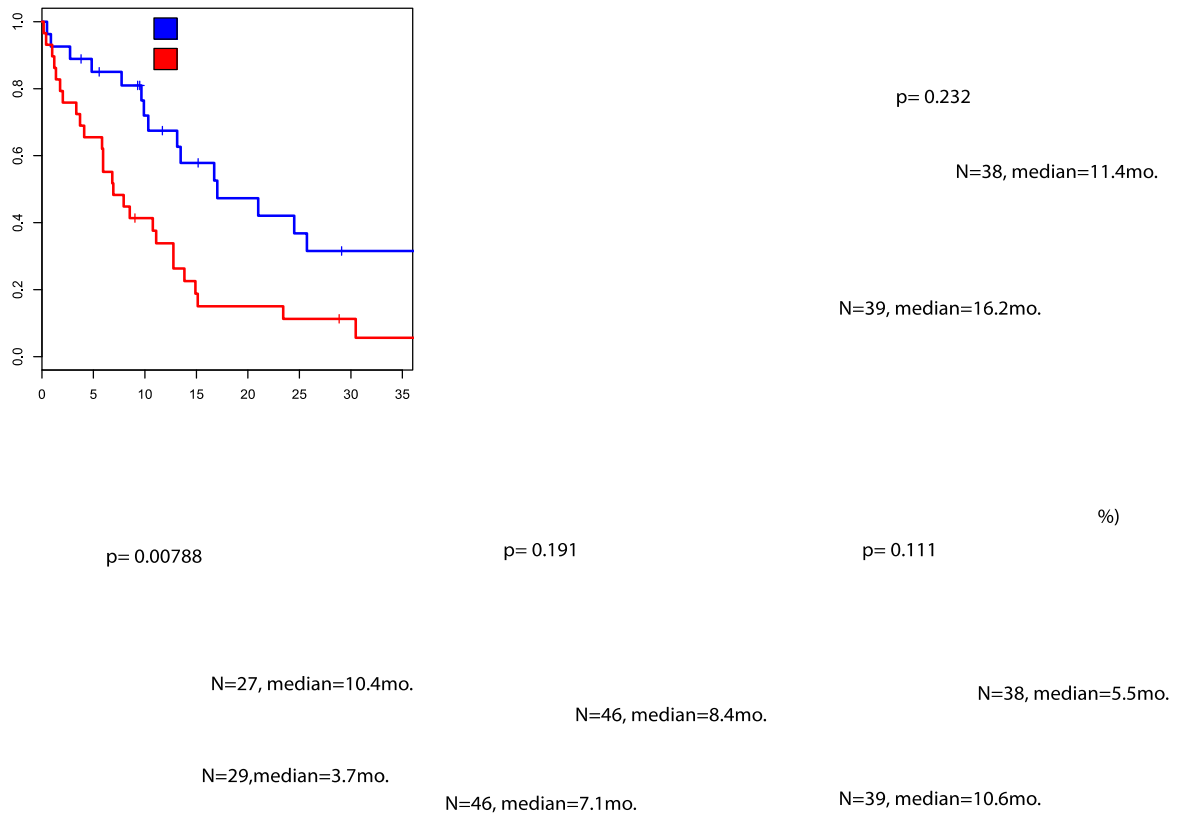 1.0
0.8
0.6
0.4
0.2
0.0
0 5 10 15 20 25 30 35
p= 0.232
N=38, median=11.4mo.
N=39, median=16.2mo.
%)
p= 0.00788
p= 0.191
p= 0.111
N=27, median=10.4mo.
N=38, median=5.5mo.
N=46, median=8.4mo.
N=29,median=3.7mo.
N=46, median=7.1mo.
N=39, median=10.6mo.